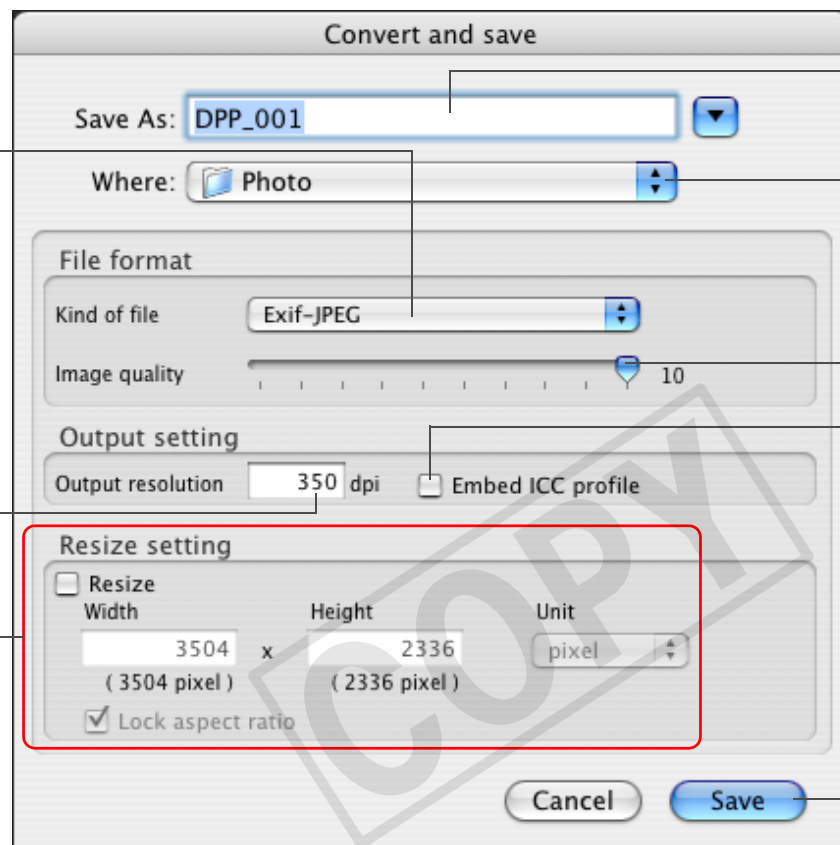 Convert and save
Save As: DPP_001
Where: Photo
File format
Kind of file Exif-JPEG
Image quality 10
Output setting
Output resolution 350 dpi Embed ICC profile
Resize setting
Resize
Width Height Unit
3504 x 2336 pixel
( 3504 pixel ) ( 2336 pixel )
Lock aspect ratio
Cancel Save
COPY